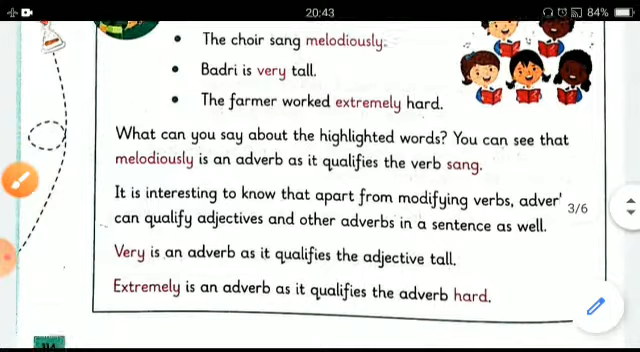 20:43
84%
• The choir sang melodiously.
• Badri is very tall.
• The farmer worked extremely hard.
What can you say about the highlighted words? You can see that
melodiously is an adverb as it qualifies the verb sang.
It is interesting to know that apart from modifying verbs, adver
3/6
can qualify adjectives and other adverbs in a sentence as well.
Very is an adverb as it qualifies the adjective tall.
Extremely is an adverb as it qualifies the adverb hard.